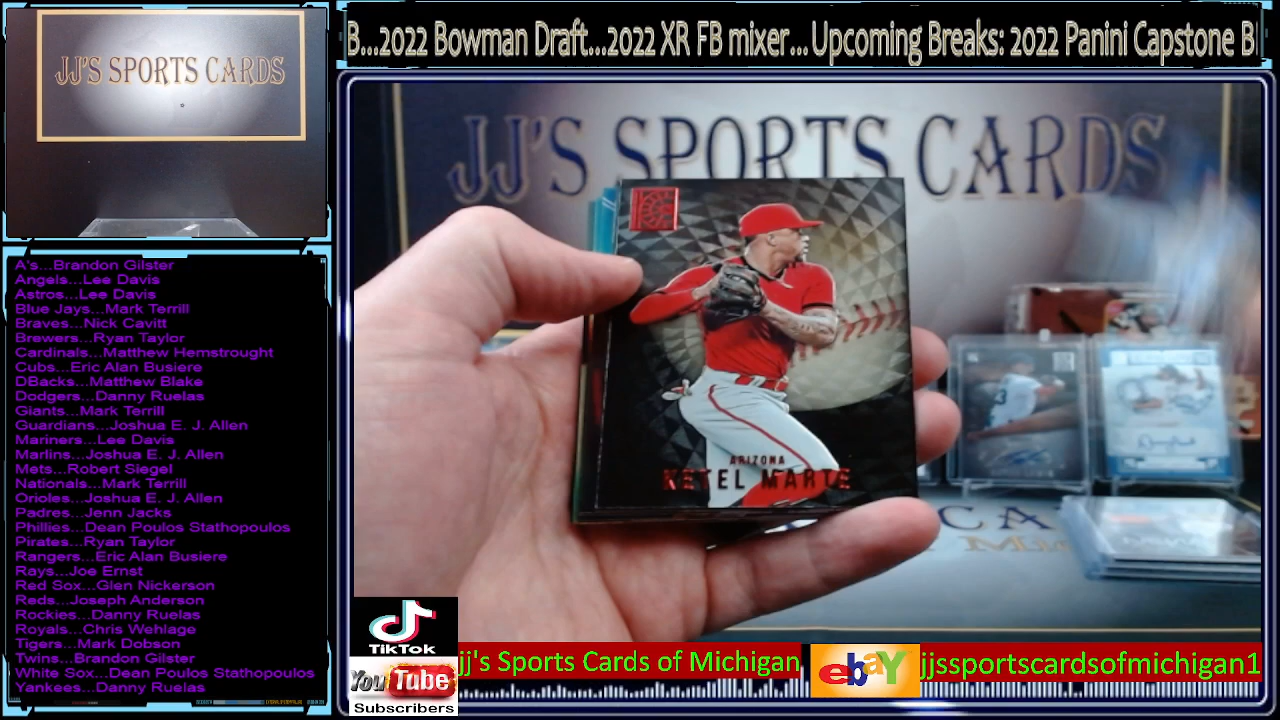 JJ'S SPORTS CARDS
B...2022 Bowman Draft...2022 XR FB mixer... Upcoming Breaks: 2022 Panini Capstone B
JJ'S SPORTS CARDS
A's...Brandon Gilster
Angels...Lee Davis
Astros...Lee Davis
Blue Jays...Mark Terrill
Braves...Nick Cavitt
Brewers...Ryan Taylor
Cardinals...Matthew Hemstrought
Cubs...Eric Alan Busiere
DBacks...Matthew Blake
Dodgers...Danny Ruelas
Giants...Mark Terrill
Guardians...Joshua E. J. Allen
Mariners...Lee Davis
Marlins...Joshua E. J. Allen
Mets...Robert Siegel
Nationals...Mark Terrill
Orioles...Joshua E. J. Allen
Padres...Jenn Jacks
Phillies...Dean Poulos Stathopoulos
Pirates...Ryan Taylor
Rangers...Eric Alan Busiere
Rays...Joe Ernst
Red Sox...Glen Nickerson
Reds...Joseph Anderson
Rockies...Danny Ruelas
Royals...Chris Wehlage
Tigers...Mark Dobson
Twins...Brandon Gilster
White Sox...Dean Poulos Stathopoulos
Yankees...Danny Ruelas
ARIZONA
KETEL MARTE
TikTok
YouTube
Subscribers
jj's Sports Cards of Michigan
ebay
jjssportscardsofmichigan1